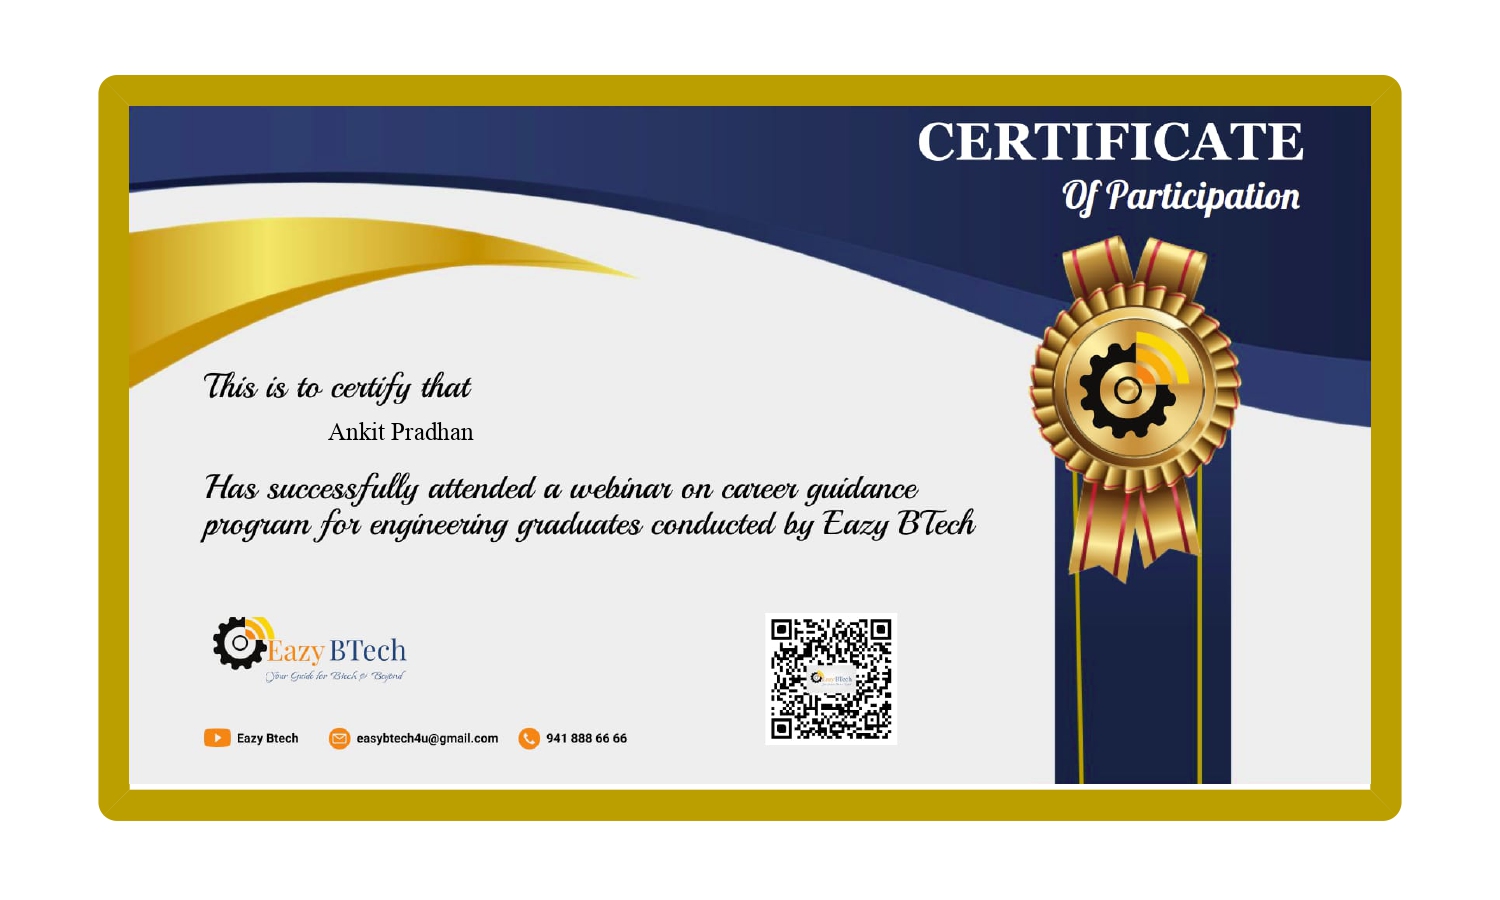 CERTIFICATE
Of Participation
This is to certify that
Ankit Pradhan
Has successfully attended a webinar on career guidance
program for engineering graduates conducted by Eazy BTech
Eazy BTech
Your Guide for Btech & Beyond
Eazy BTech
Eazy Btech
easybtech4u@gmail.com
941 888 66 66